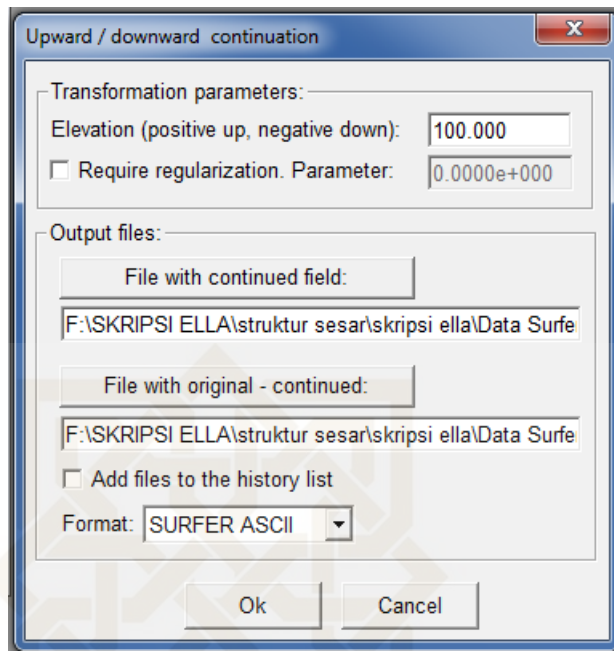 Upward / downward continuation
Transformation parameters:
Elevation (positive up, negative down): 100.000
Require regularization. Parameter: 0.0000e+000
Output files:
File with continued field:
F:\SKRIPSI ELLA\struktur sesar\skripsi ella\Data Surfe
File with original - continued:
F:\SKRIPSI ELLA\struktur sesar\skripsi ella\Data Surfe
Add files to the history list
Format: SURFER ASCII
Ok Cancel